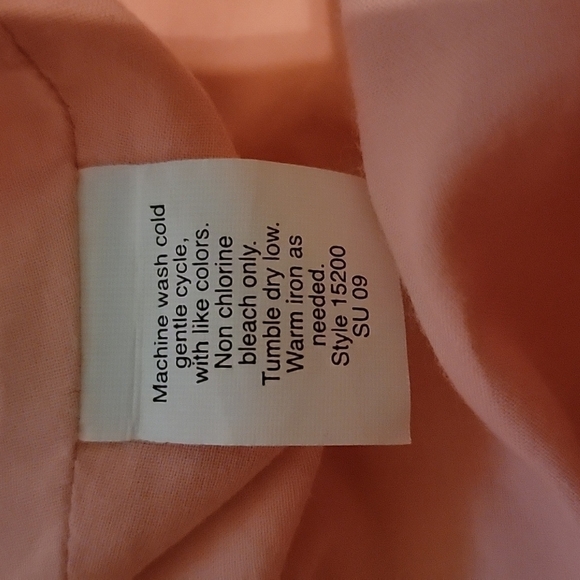 Machine wash cold
gentle cycle,
with like colors.
Non chlorine
bleach only.
Tumble dry low.
Warm iron as
needed.
Style 15200
SU 09